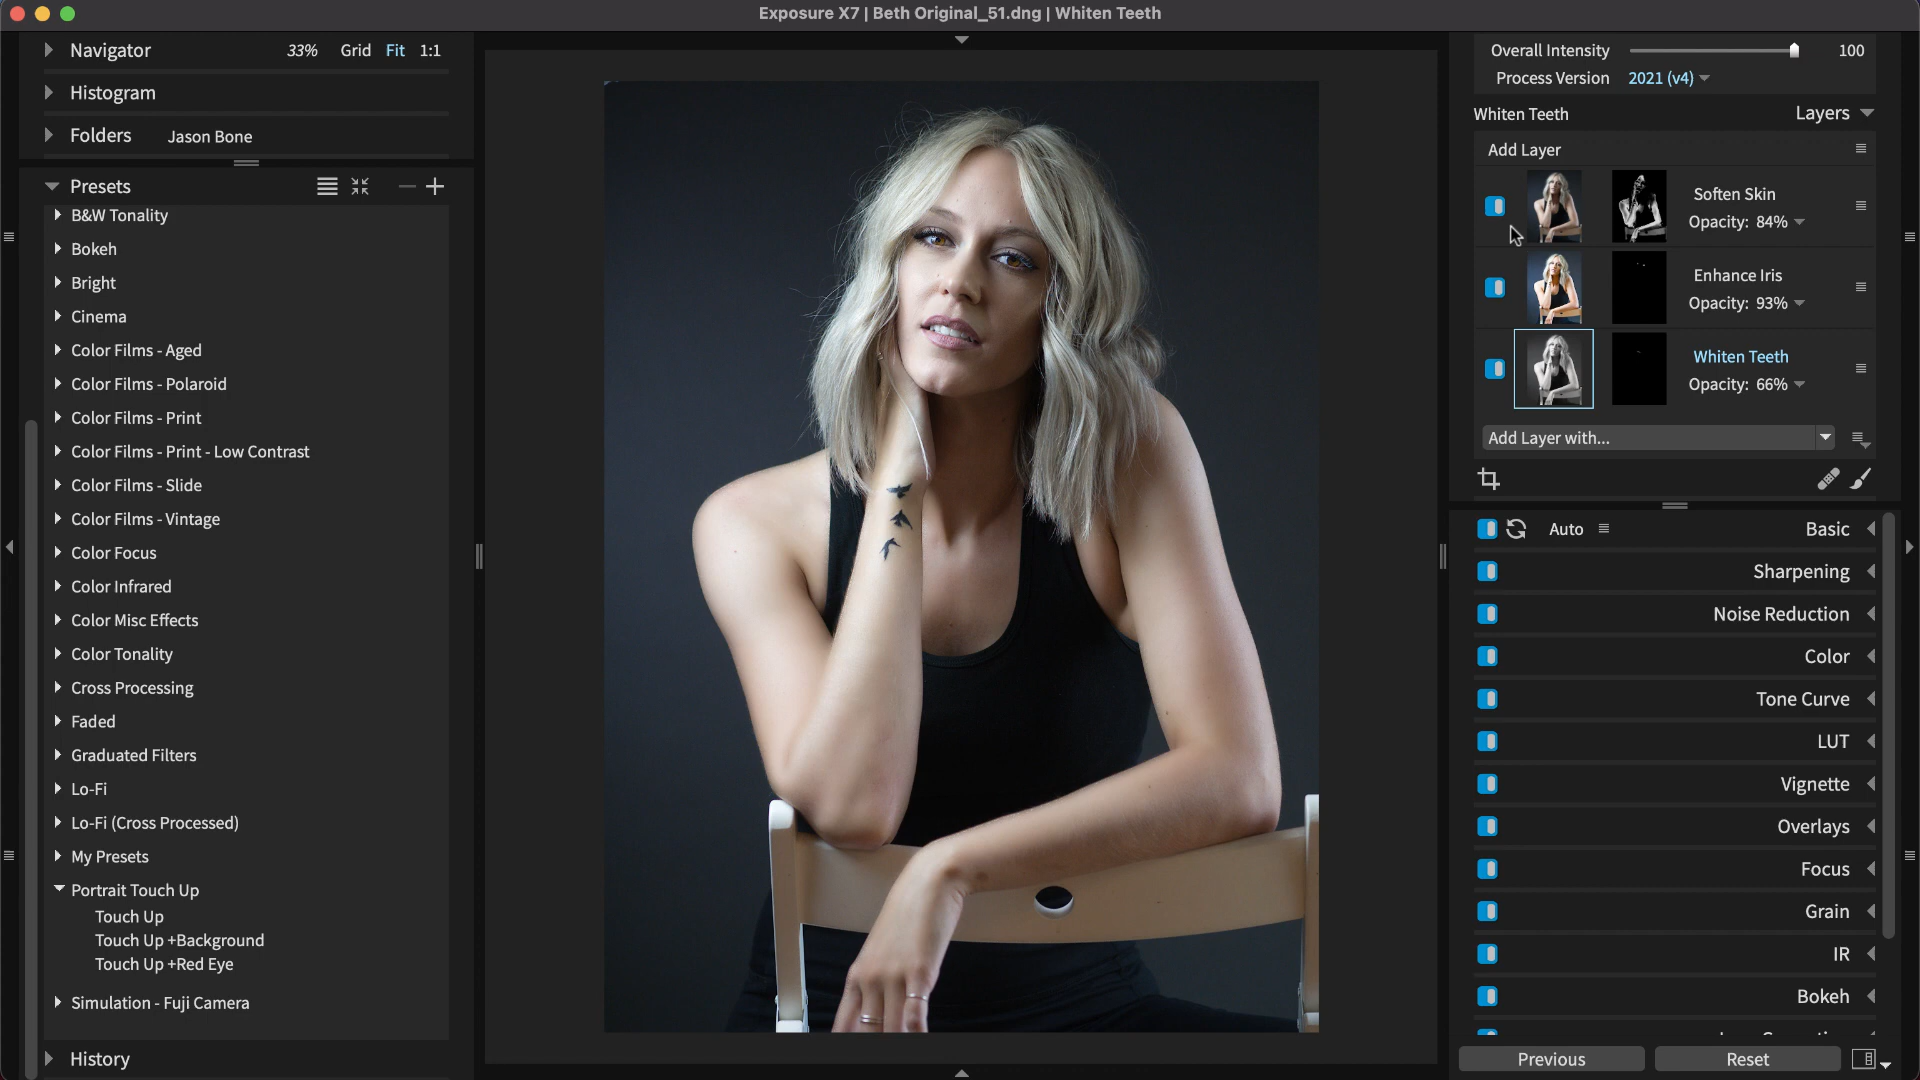 Exposure X7 | Beth Original_51.dng | Whiten Teeth
Navigator 33% Grid Fit 1:1
Histogram
Folders Jason Bone
Presets
B&W Tonality
Bokeh
Bright
Cinema
Color Films - Aged
Color Films - Polaroid
Color Films - Print
Color Films - Print - Low Contrast
Color Films - Slide
Color Films - Vintage
Color Focus
Color Infrared
Color Misc Effects
Color Tonality
Cross Processing
Faded
Graduated Filters
Lo-Fi
Lo-Fi (Cross Processed)
My Presets
Portrait Touch Up
Touch Up
Touch Up +Background
Touch Up +Red Eye
Simulation - Fuji Camera
History
Overall Intensity 100
Process Version 2021 (v4)
Whiten Teeth Layers
Add Layer
Soften Skin
Opacity: 84%
Enhance Iris
Opacity: 93%
Whiten Teeth
Opacity: 66%
Add Layer with...
Auto Basic
Sharpening
Noise Reduction
Color
Tone Curve
LUT
Vignette
Overlays
Focus
Grain
IR
Bokeh
Previous Reset